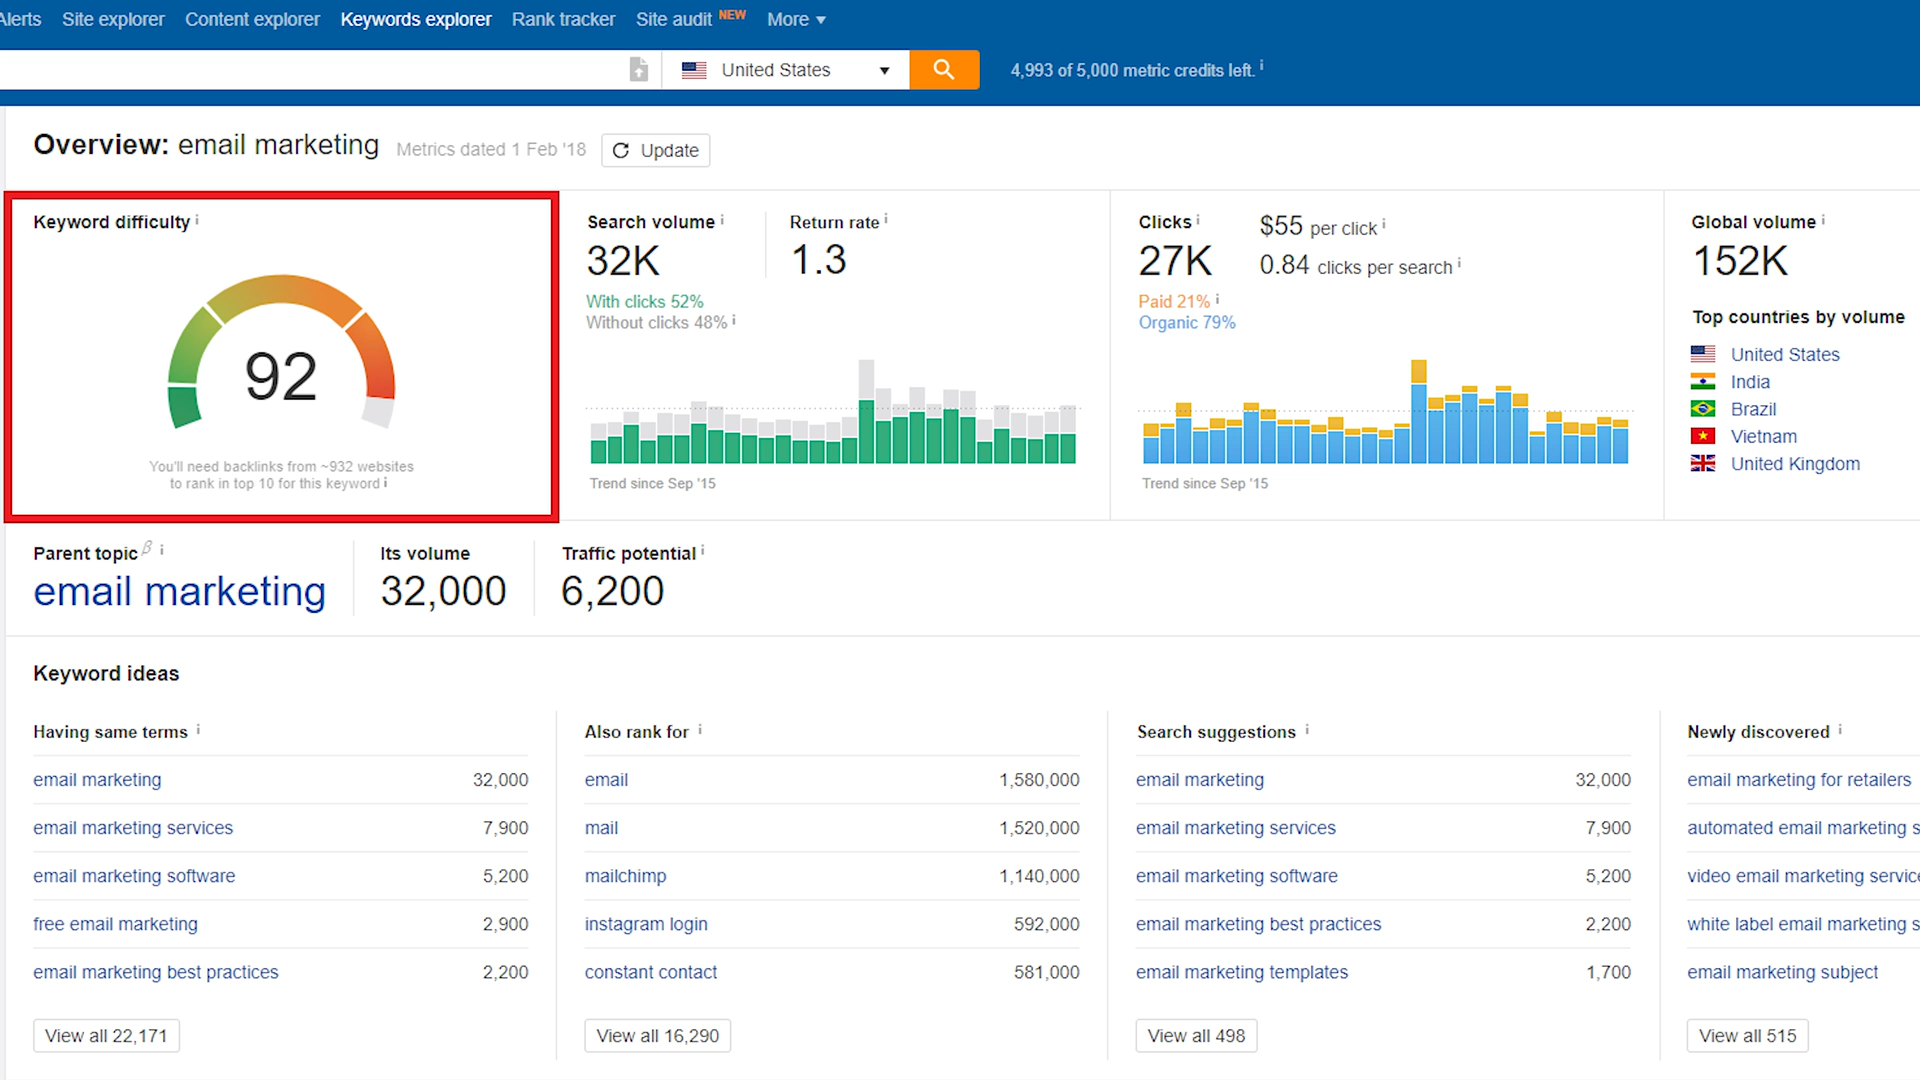 Alerts Site explorer Content explorer Keywords explorer Rank tracker Site audit NEW More
United States 4,993 of 5,000 metric credits left. i
Overview: email marketing Metrics dated 1 Feb '18 Update
Keyword difficulty i
92
You'll need backlinks from ~932 websites
to rank in top 10 for this keyword i
Search volume i
32K
With clicks 52%
Without clicks 48% i
Return rate i
1.3
Trend since Sep '15
Clicks i
27K
$55 per click i
0.84 clicks per search i
Paid 21% i
Organic 79%
Trend since Sep '15
Global volume i
152K
Top countries by volume
United States
India
Brazil
Vietnam
United Kingdom
Parent topic β i
email marketing
Its volume
32,000
Traffic potential i
6,200
Keyword ideas
Having same terms i
email marketing 32,000
email marketing services 7,900
email marketing software 5,200
free email marketing 2,900
email marketing best practices 2,200
View all 22,171
Also rank for i
email 1,580,000
mail 1,520,000
mailchimp 1,140,000
instagram login 592,000
constant contact 581,000
View all 16,290
Search suggestions i
email marketing 32,000
email marketing services 7,900
email marketing software 5,200
email marketing best practices 2,200
email marketing templates 1,700
View all 498
Newly discovered i
email marketing for retailers
automated email marketing s
video email marketing service
white label email marketing s
email marketing subject
View all 515